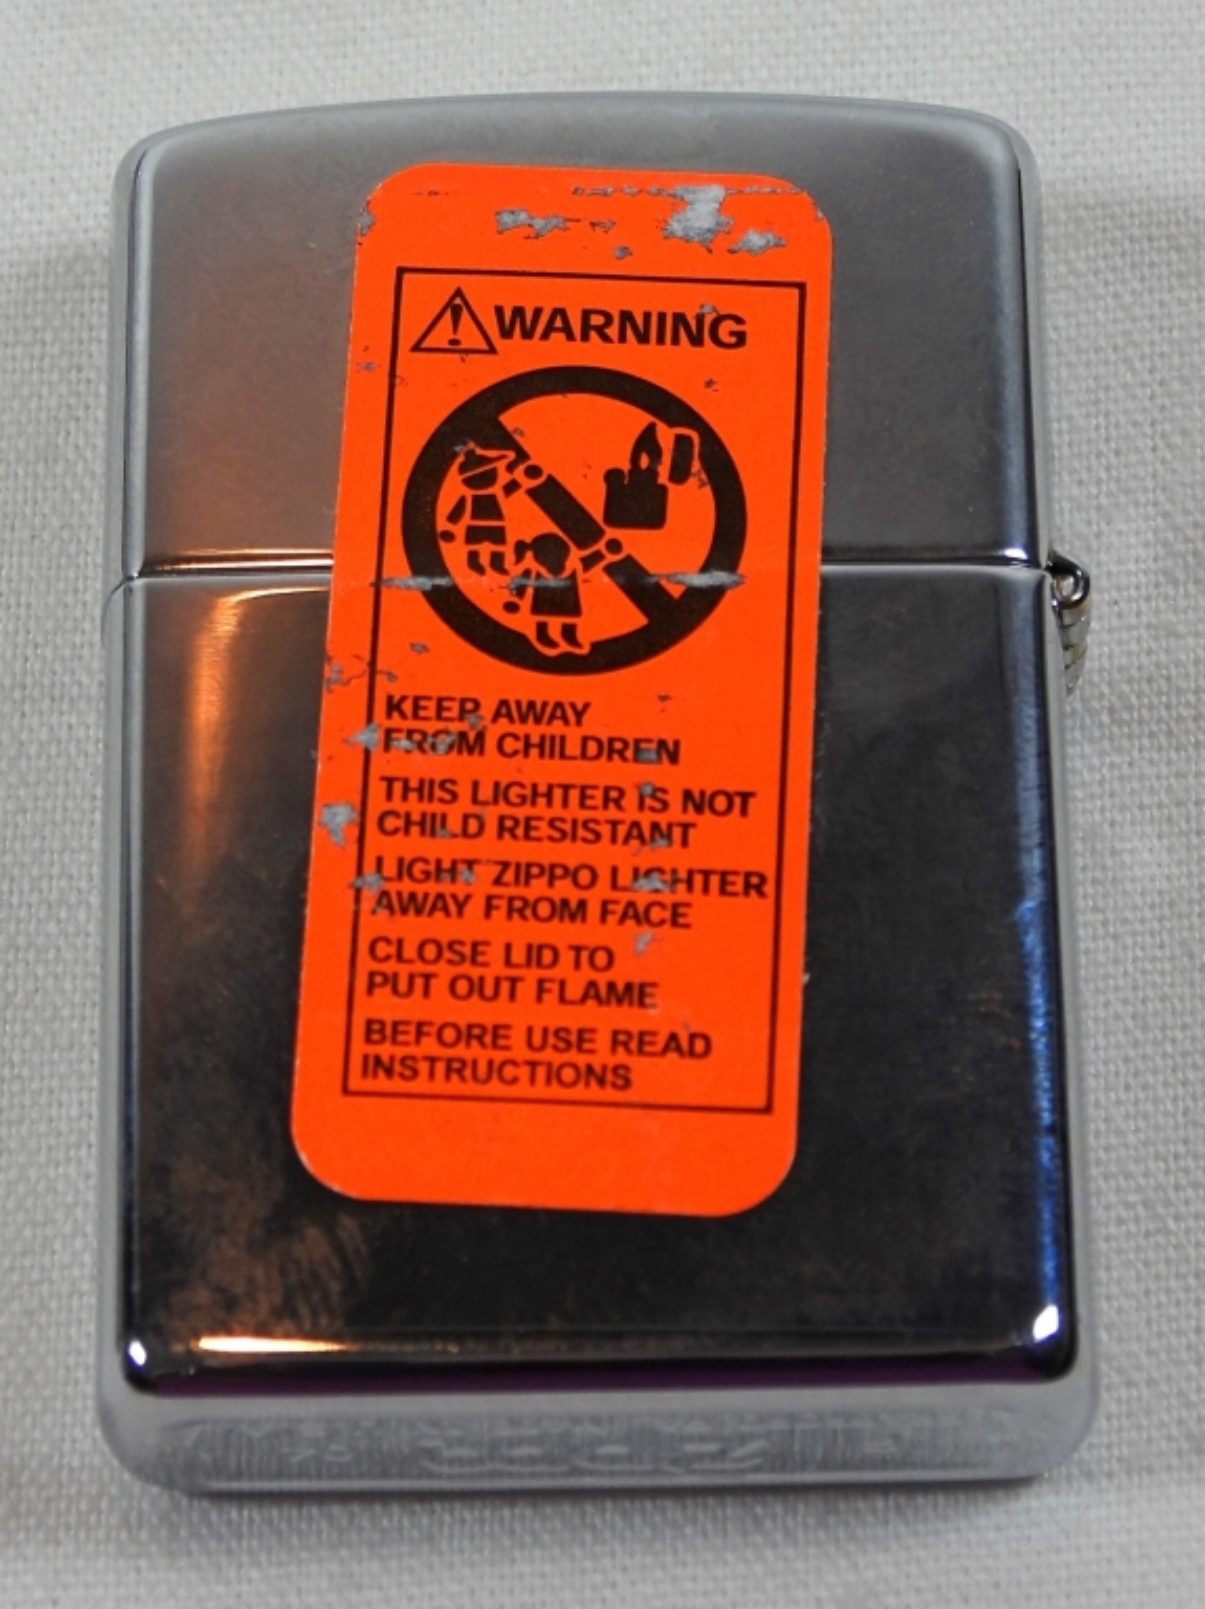 WARNING
KEEP AWAY
FROM CHILDREN
THIS LIGHTER IS NOT
CHILD RESISTANT
LIGHT ZIPPO LIGHTER
AWAY FROM FACE
CLOSE LID TO
PUT OUT FLAME
BEFORE USE READ
INSTRUCTIONS